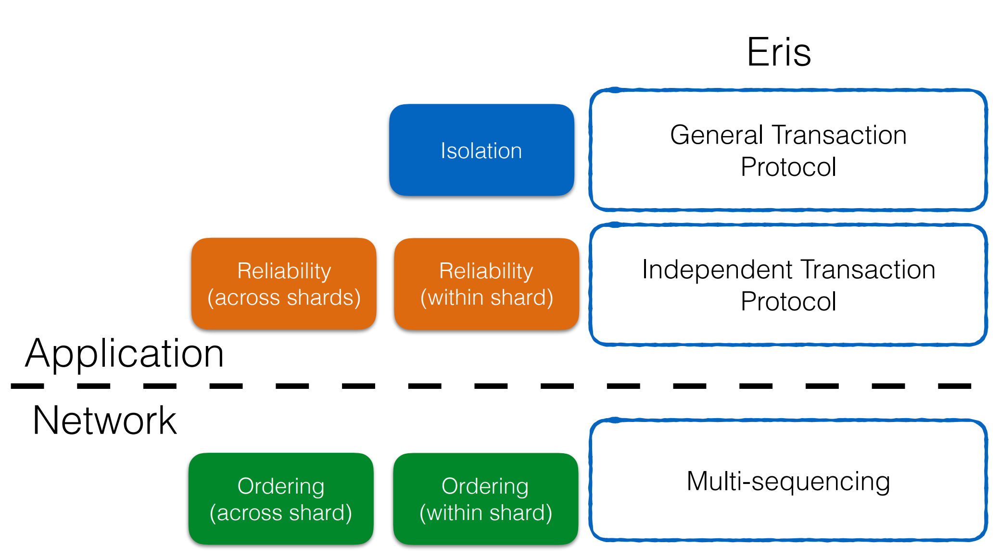 Eris
Isolation
General Transaction
Protocol
Reliability
(across shards)
Reliability
(within shard)
Independent Transaction
Protocol
Application
Network
Ordering
(across shard)
Ordering
(within shard)
Multi-sequencing